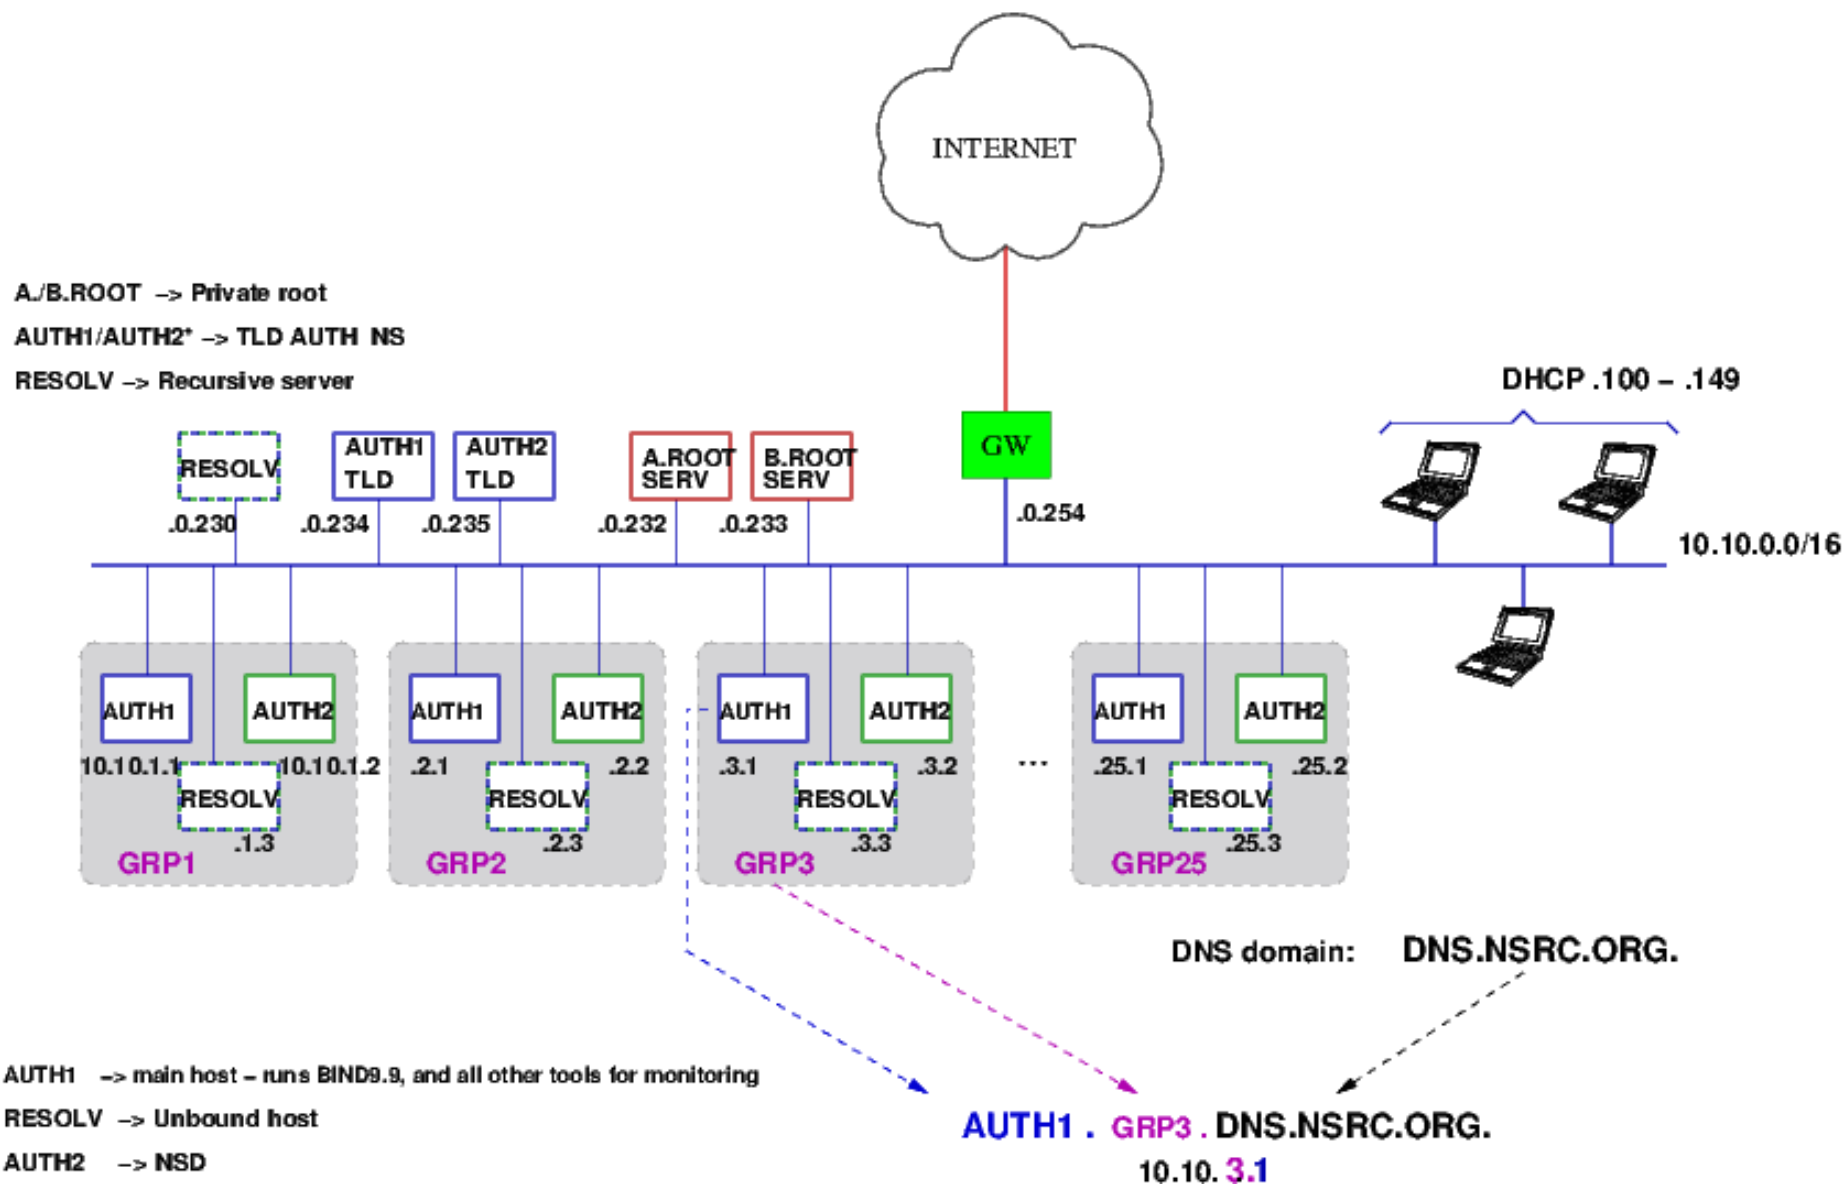 INTERNET
A./B.ROOT –> Private root
AUTH1/AUTH2* –> TLD AUTH NS
RESOLV –> Recursive server
DHCP .100 – .149
RESOLV
AUTH1
TLD
AUTH2
TLD
A.ROOT
SERV
B.ROOT
SERV
GW
.0.230
.0.234
.0.235
.0.232
.0.233
.0.254
10.10.0.0/16
AUTH1
AUTH2
10.10.1.1
10.10.1.2
RESOLV
.1.3
GRP1
AUTH1
AUTH2
.2.1
.2.2
RESOLV
.2.3
GRP2
AUTH1
AUTH2
.3.1
.3.2
RESOLV
.3.3
GRP3
...
AUTH1
AUTH2
.25.1
.25.2
RESOLV
.25.3
GRP25
DNS domain: DNS.NSRC.ORG.
AUTH1 –> main host – runs BIND9.9, and all other tools for monitoring
RESOLV –> Unbound host
AUTH2 –> NSD
AUTH1 . GRP3 . DNS.NSRC.ORG.
10.10. 3.1